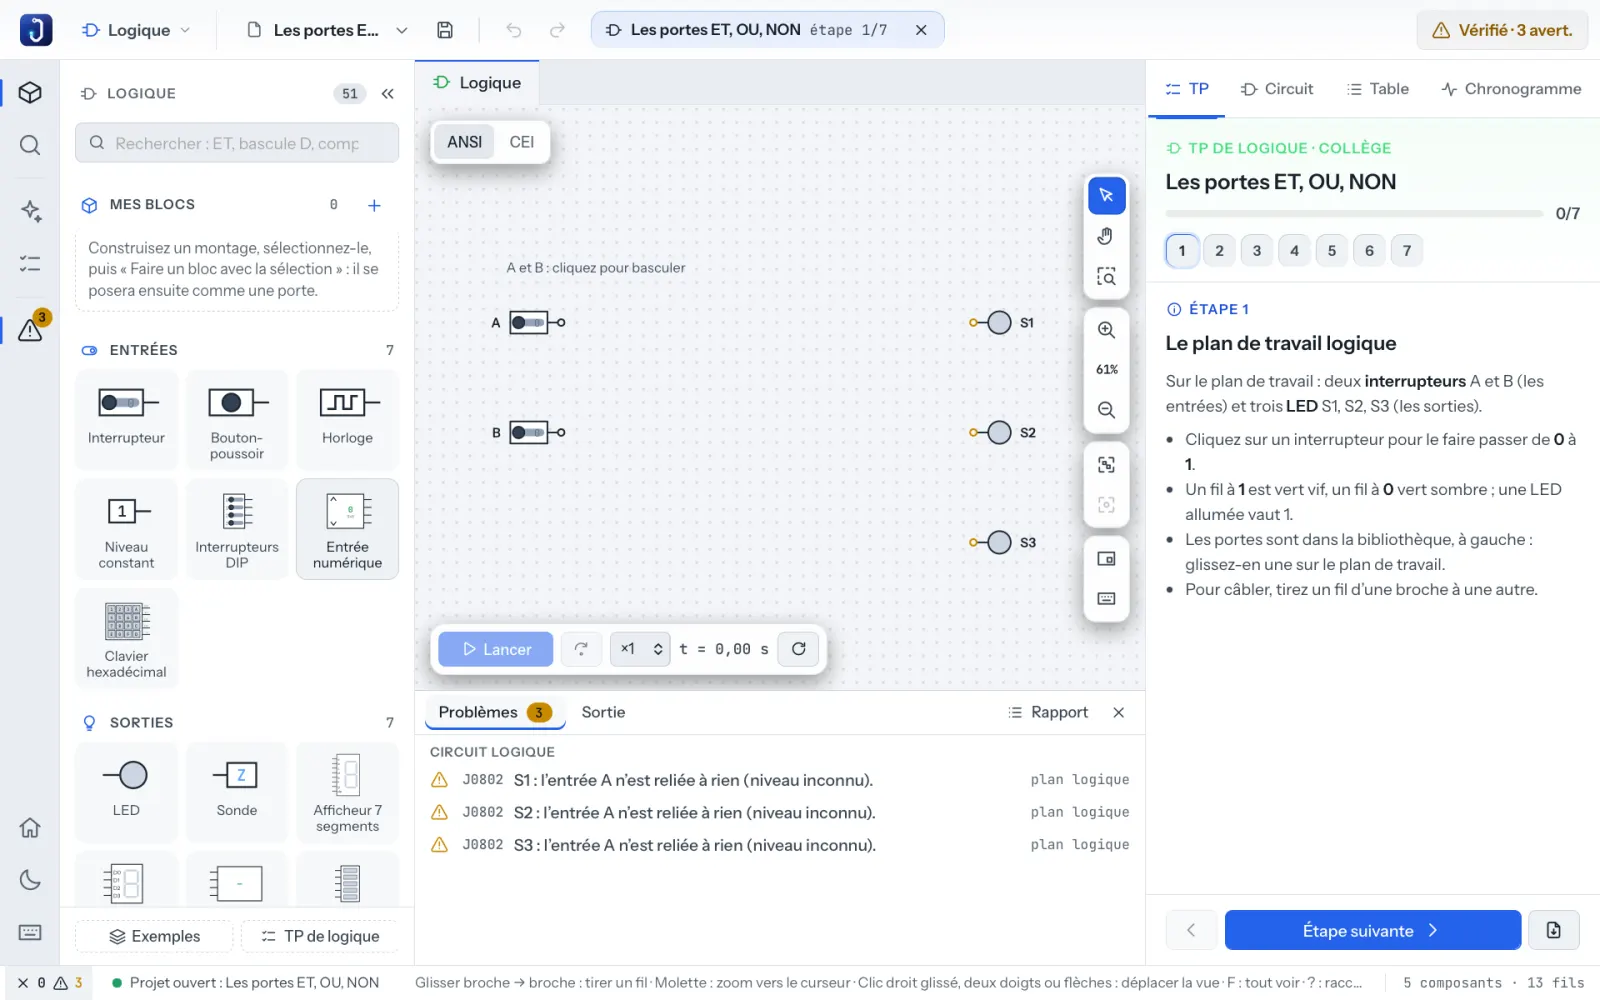 Logique
Les portes E...
Les portes ET, OU, NON étape 1/7
Vérifié · 3 avert.
LOGIQUE 51
Rechercher : ET, bascule D, comp
MES BLOCS 0
Construisez un montage, sélectionnez-le,
puis « Faire un bloc avec la sélection » : il se
posera ensuite comme une porte.
3
ENTRÉES 7
Interrupteur
Bouton-
poussoir
Horloge
1
Niveau
constant
Interrupteurs
DIP
Entrée
numérique
Clavier
hexadécimal
SORTIES 7
LED
Z
Sonde
Afficheur 7
segments
Exemples
TP de logique
Logique
ANSI CEI
A et B : cliquez pour basculer
A
S1
B
S2
S3
61%
Lancer
×1
t = 0,00 s
Problèmes 3
Sortie
Rapport
CIRCUIT LOGIQUE
J0802 S1 : l’entrée A n’est reliée à rien (niveau inconnu). plan logique
J0802 S2 : l’entrée A n’est reliée à rien (niveau inconnu). plan logique
J0802 S3 : l’entrée A n’est reliée à rien (niveau inconnu). plan logique
TP
Circuit
Table
Chronogramme
TP DE LOGIQUE · COLLÈGE
Les portes ET, OU, NON
0/7
1 2 3 4 5 6 7
ÉTAPE 1
Le plan de travail logique
Sur le plan de travail : deux interrupteurs A et B (les
entrées) et trois LED S1, S2, S3 (les sorties).
• Cliquez sur un interrupteur pour le faire passer de 0 à
1.
• Un fil à 1 est vert vif, un fil à 0 vert sombre ; une LED
allumée vaut 1.
• Les portes sont dans la bibliothèque, à gauche :
glissez-en une sur le plan de travail.
• Pour câbler, tirez un fil d’une broche à une autre.
Étape suivante
0 3
Projet ouvert : Les portes ET, OU, NON
Glisser broche → broche : tirer un fil · Molette : zoom vers le curseur · Clic droit glissé, deux doigts ou flèches : déplacer la vue · F : tout voir · ? : racc...
5 composants · 13 fils